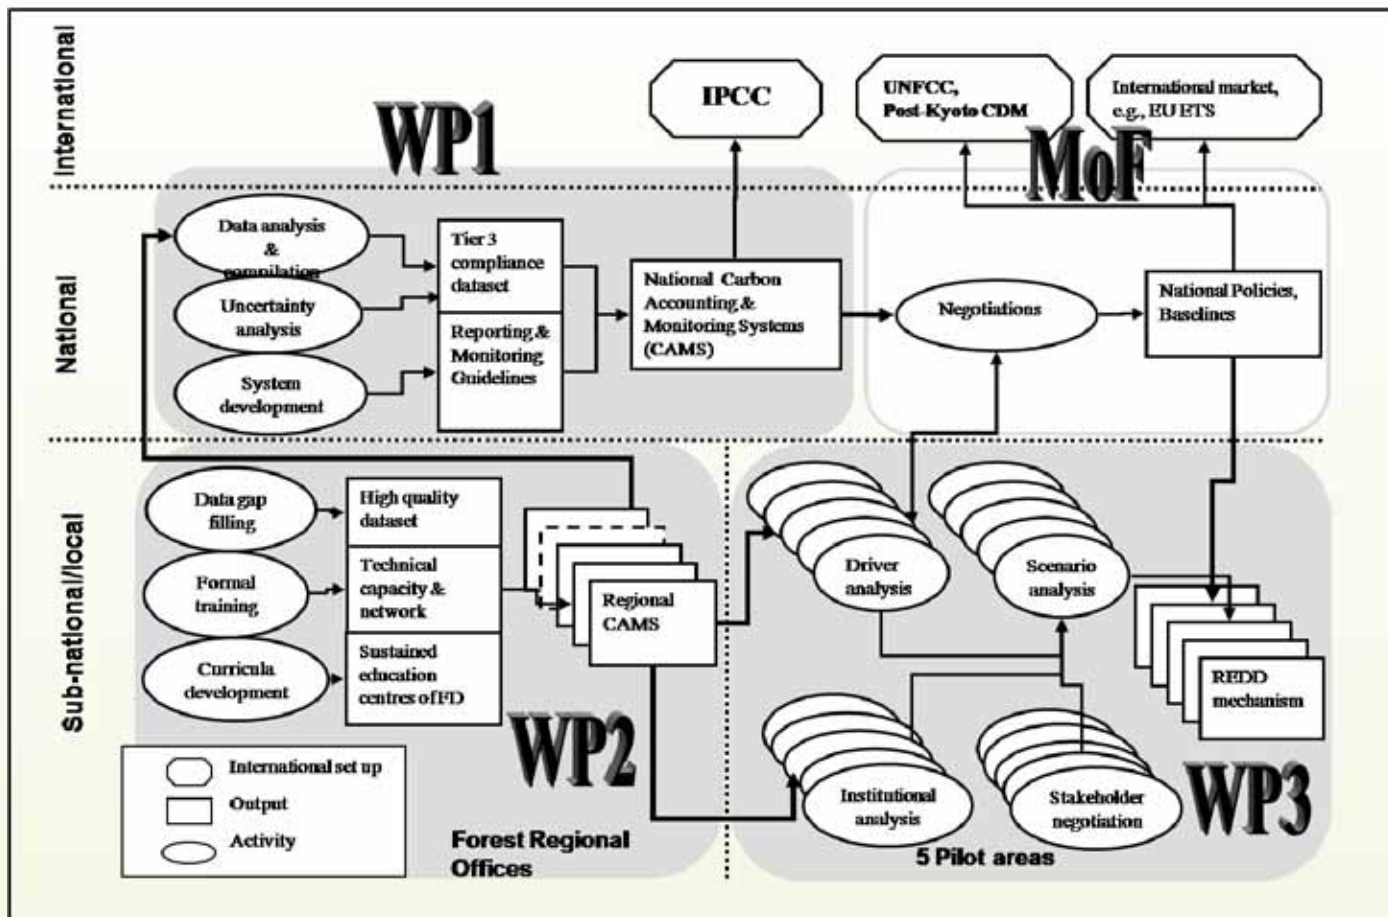 International
WP1
IPCC
UNFCC,
Post-Kyoto CDM
International market,
e.g., EU ETS
MoF
National
Data analysis
&
compilation
Uncertainty
analysis
System
development
Tier 3
compliance
dataset
Reporting &
Monitoring
Guidelines
National Carbon
Accounting &
Monitoring Systems
(CAMS)
Negotiations
National Policies,
Baselines
Sub-national/local
Data gap
filling
Formal
training
Curricula
development
High quality
dataset
Technical
capacity &
network
Sustained
education
centres of FD
Regional
CAMS
WP2
Driver
analysis
Scenario
analysis
REDD
mechanism
Institutional
analysis
Stakeholder
negotiation
WP3
International set up
Output
Activity
Forest Regional
Offices
5 Pilot areas